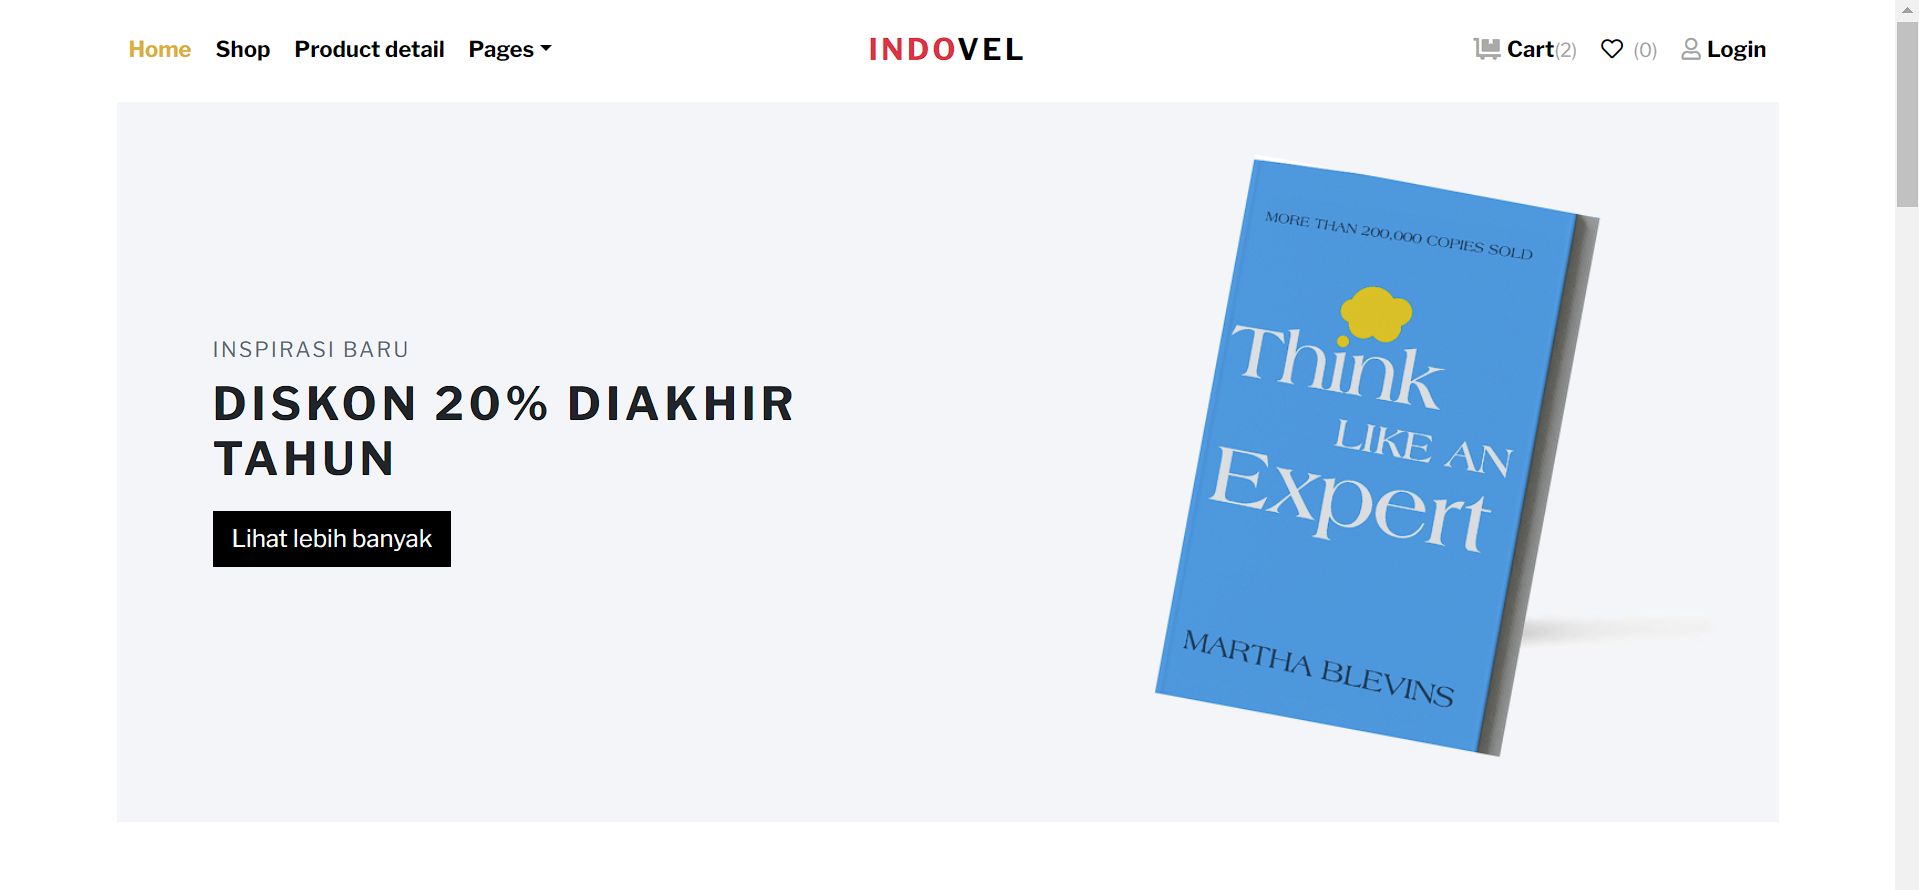 Home Shop Product detail Pages
INDOVEL
Cart(2) (0) Login
INSPIRASI BARU
DISKON 20% DIAKHIR
TAHUN
Lihat lebih banyak
MORE THAN 200,000 COPIES SOLD
Think
LIKE AN
Expert
MARTHA BLEVINS